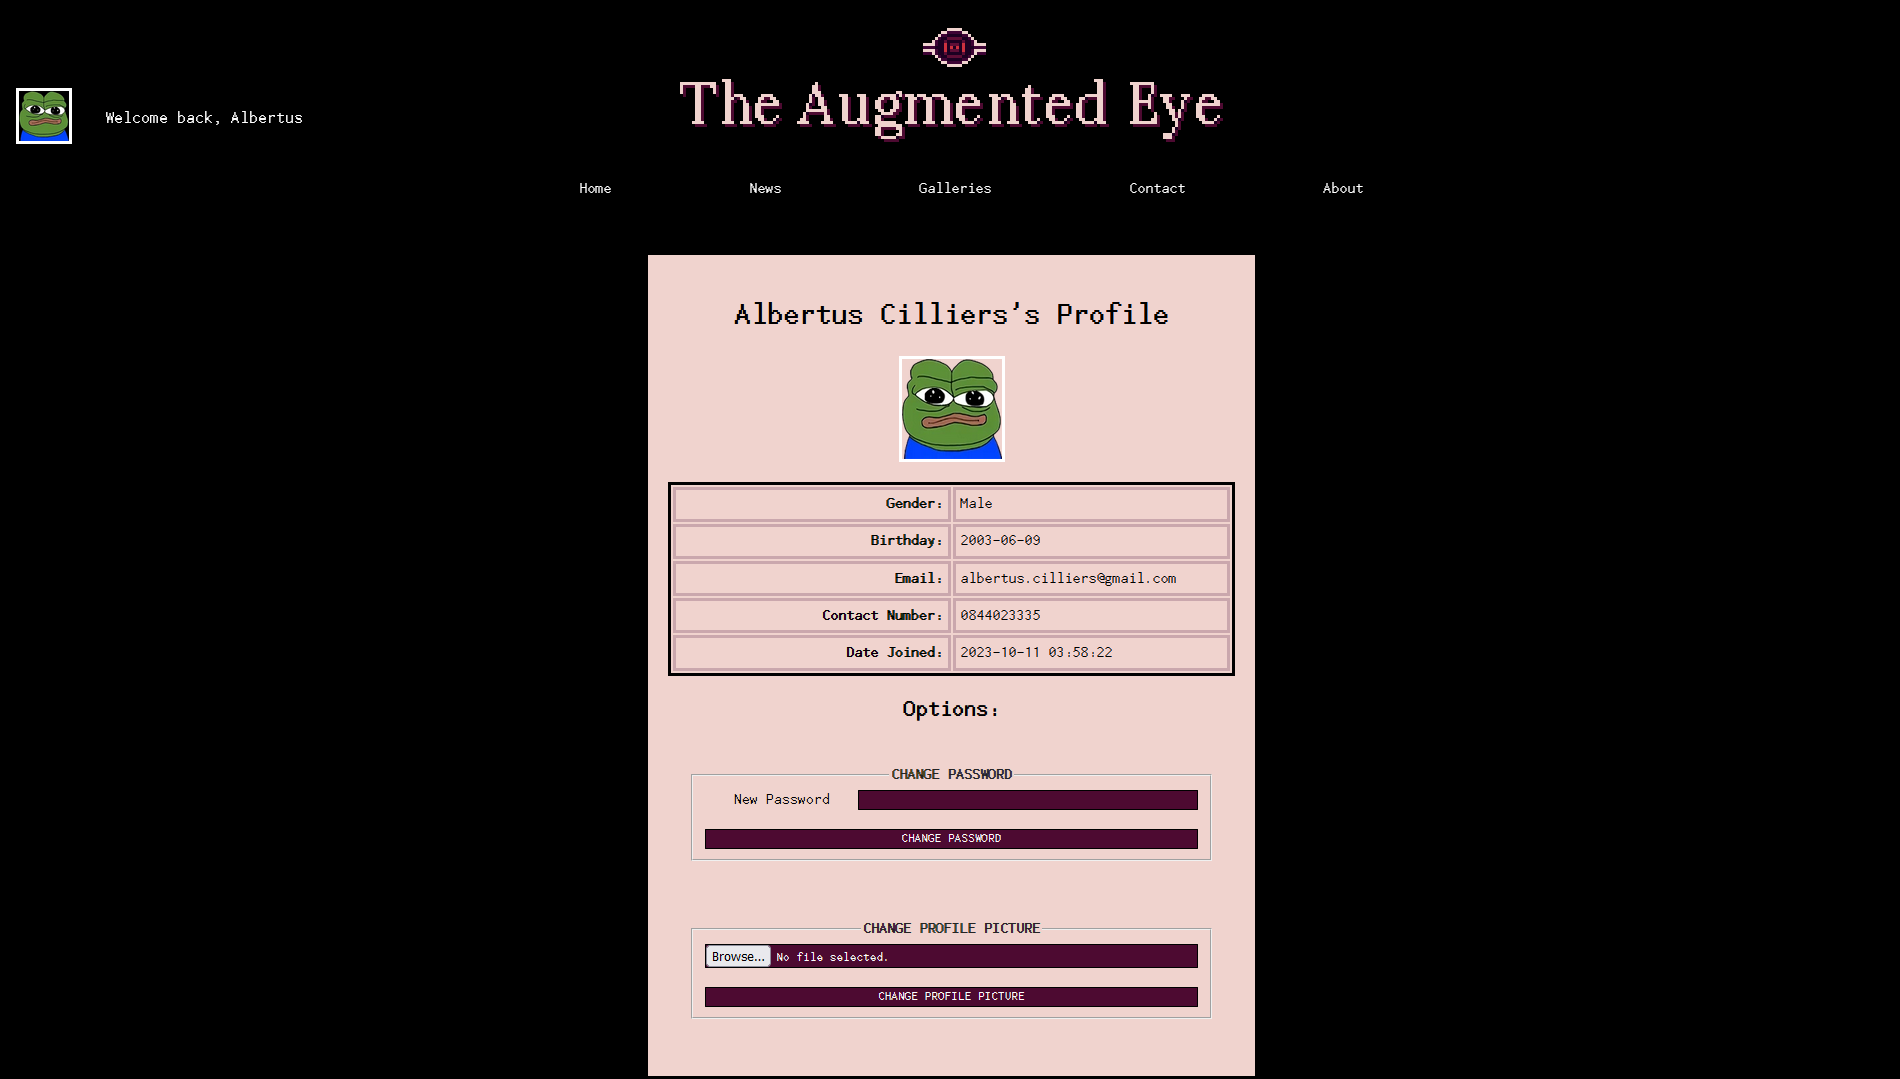 The Augmented Eye
Welcome back, Albertus
Home News Galleries Contact About
Albertus Cilliers's Profile
Gender: Male
Birthday: 2003-06-09
Email: albertus.cilliers@gmail.com
Contact Number: 0844023335
Date Joined: 2023-10-11 03:58:22
Options:
CHANGE PASSWORD
New Password
CHANGE PASSWORD
CHANGE PROFILE PICTURE
Browse... No file selected.
CHANGE PROFILE PICTURE